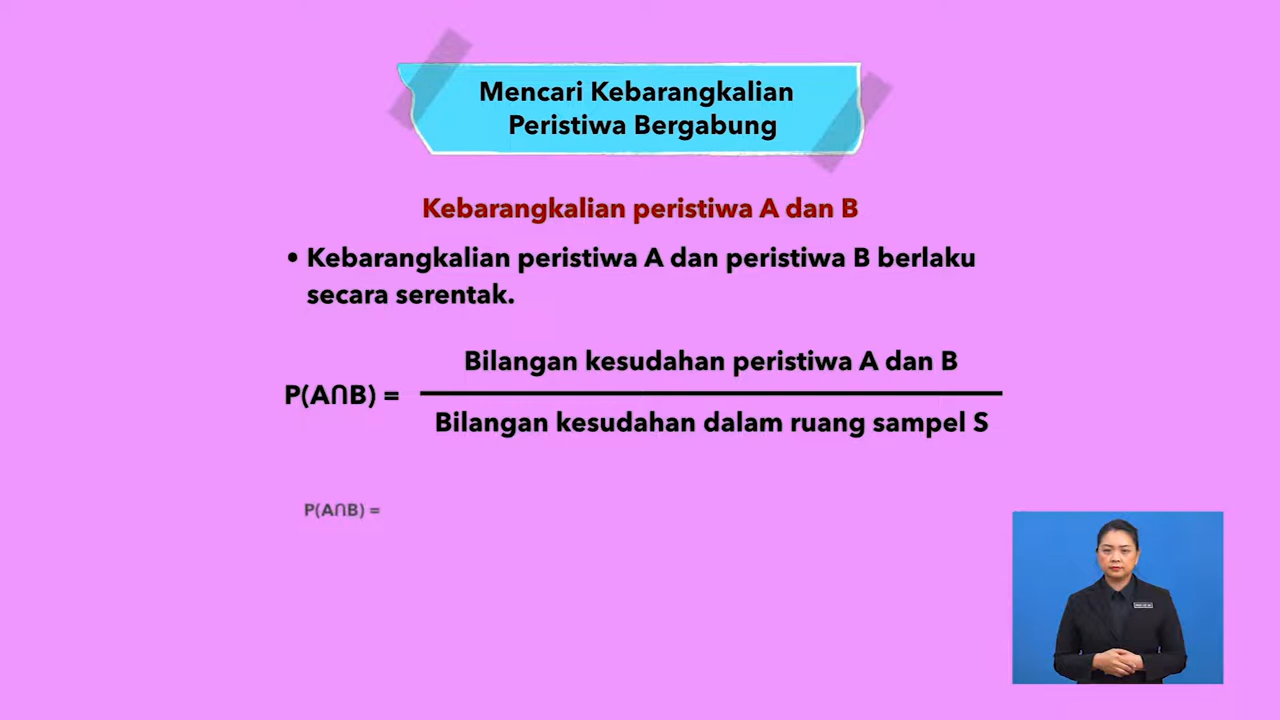 Mencari Kebarangkalian
Peristiwa Bergabung
Kebarangkalian peristiwa A dan B
• Kebarangkalian peristiwa A dan peristiwa B berlaku
secara serentak.
Bilangan kesudahan peristiwa A dan B
P(A∩B) =
Bilangan kesudahan dalam ruang sampel S
P(A∩B) =